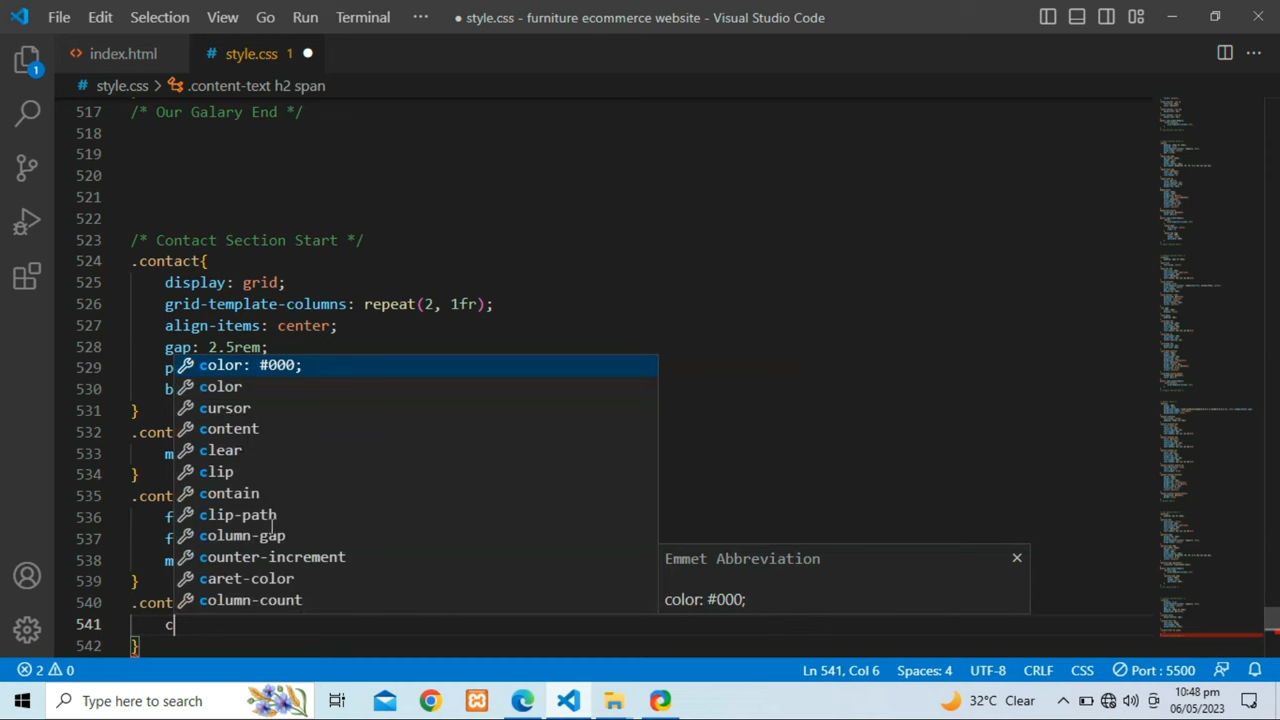 File Edit Selection View Go Run Terminal ··· ● style.css - furniture ecommerce website - Visual Studio Code
<> index.html # style.css 1 ●
# style.css > .content-text h2 span
517 /* Our Galary End */
518
519
520
521
522
523 /* Contact Section Start */
524 .contact{
525 display: grid;
526 grid-template-columns: repeat(2, 1fr);
527 align-items: center;
528 gap: 2.5rem;
529 p
530 b
531 }
532 .cont
533 m
534 }
535 .cont
536 f
537 f
538 m
539 }
540 .cont
541 c
542 }
color: #000;
color
cursor
content
clear
clip
contain
clip-path
column-gap
counter-increment
caret-color
column-count
Emmet Abbreviation
color: #000;
1
2 0 Ln 541, Col 6 Spaces: 4 UTF-8 CRLF CSS Port : 5500
Type here to search 32°C Clear 10:48 pm
06/05/2023